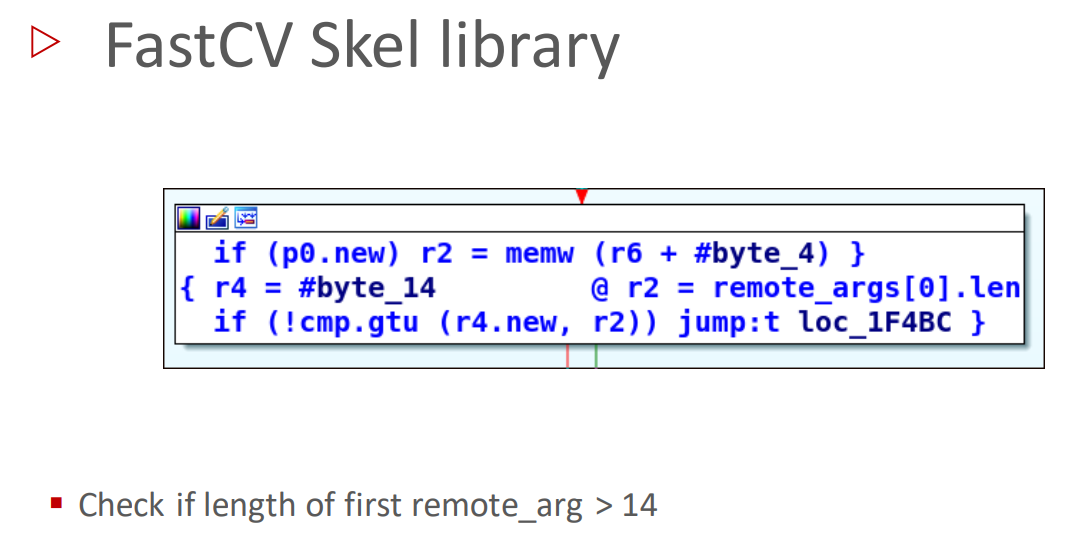 FastCV Skel library
if (p0.new) r2 = memw (r6 + #byte_4) }
{ r4 = #byte_14 @ r2 = remote_args[0].len
if (!cmp.gtu (r4.new, r2)) jump:t loc_1F4BC }
Check if length of first remote_arg > 14